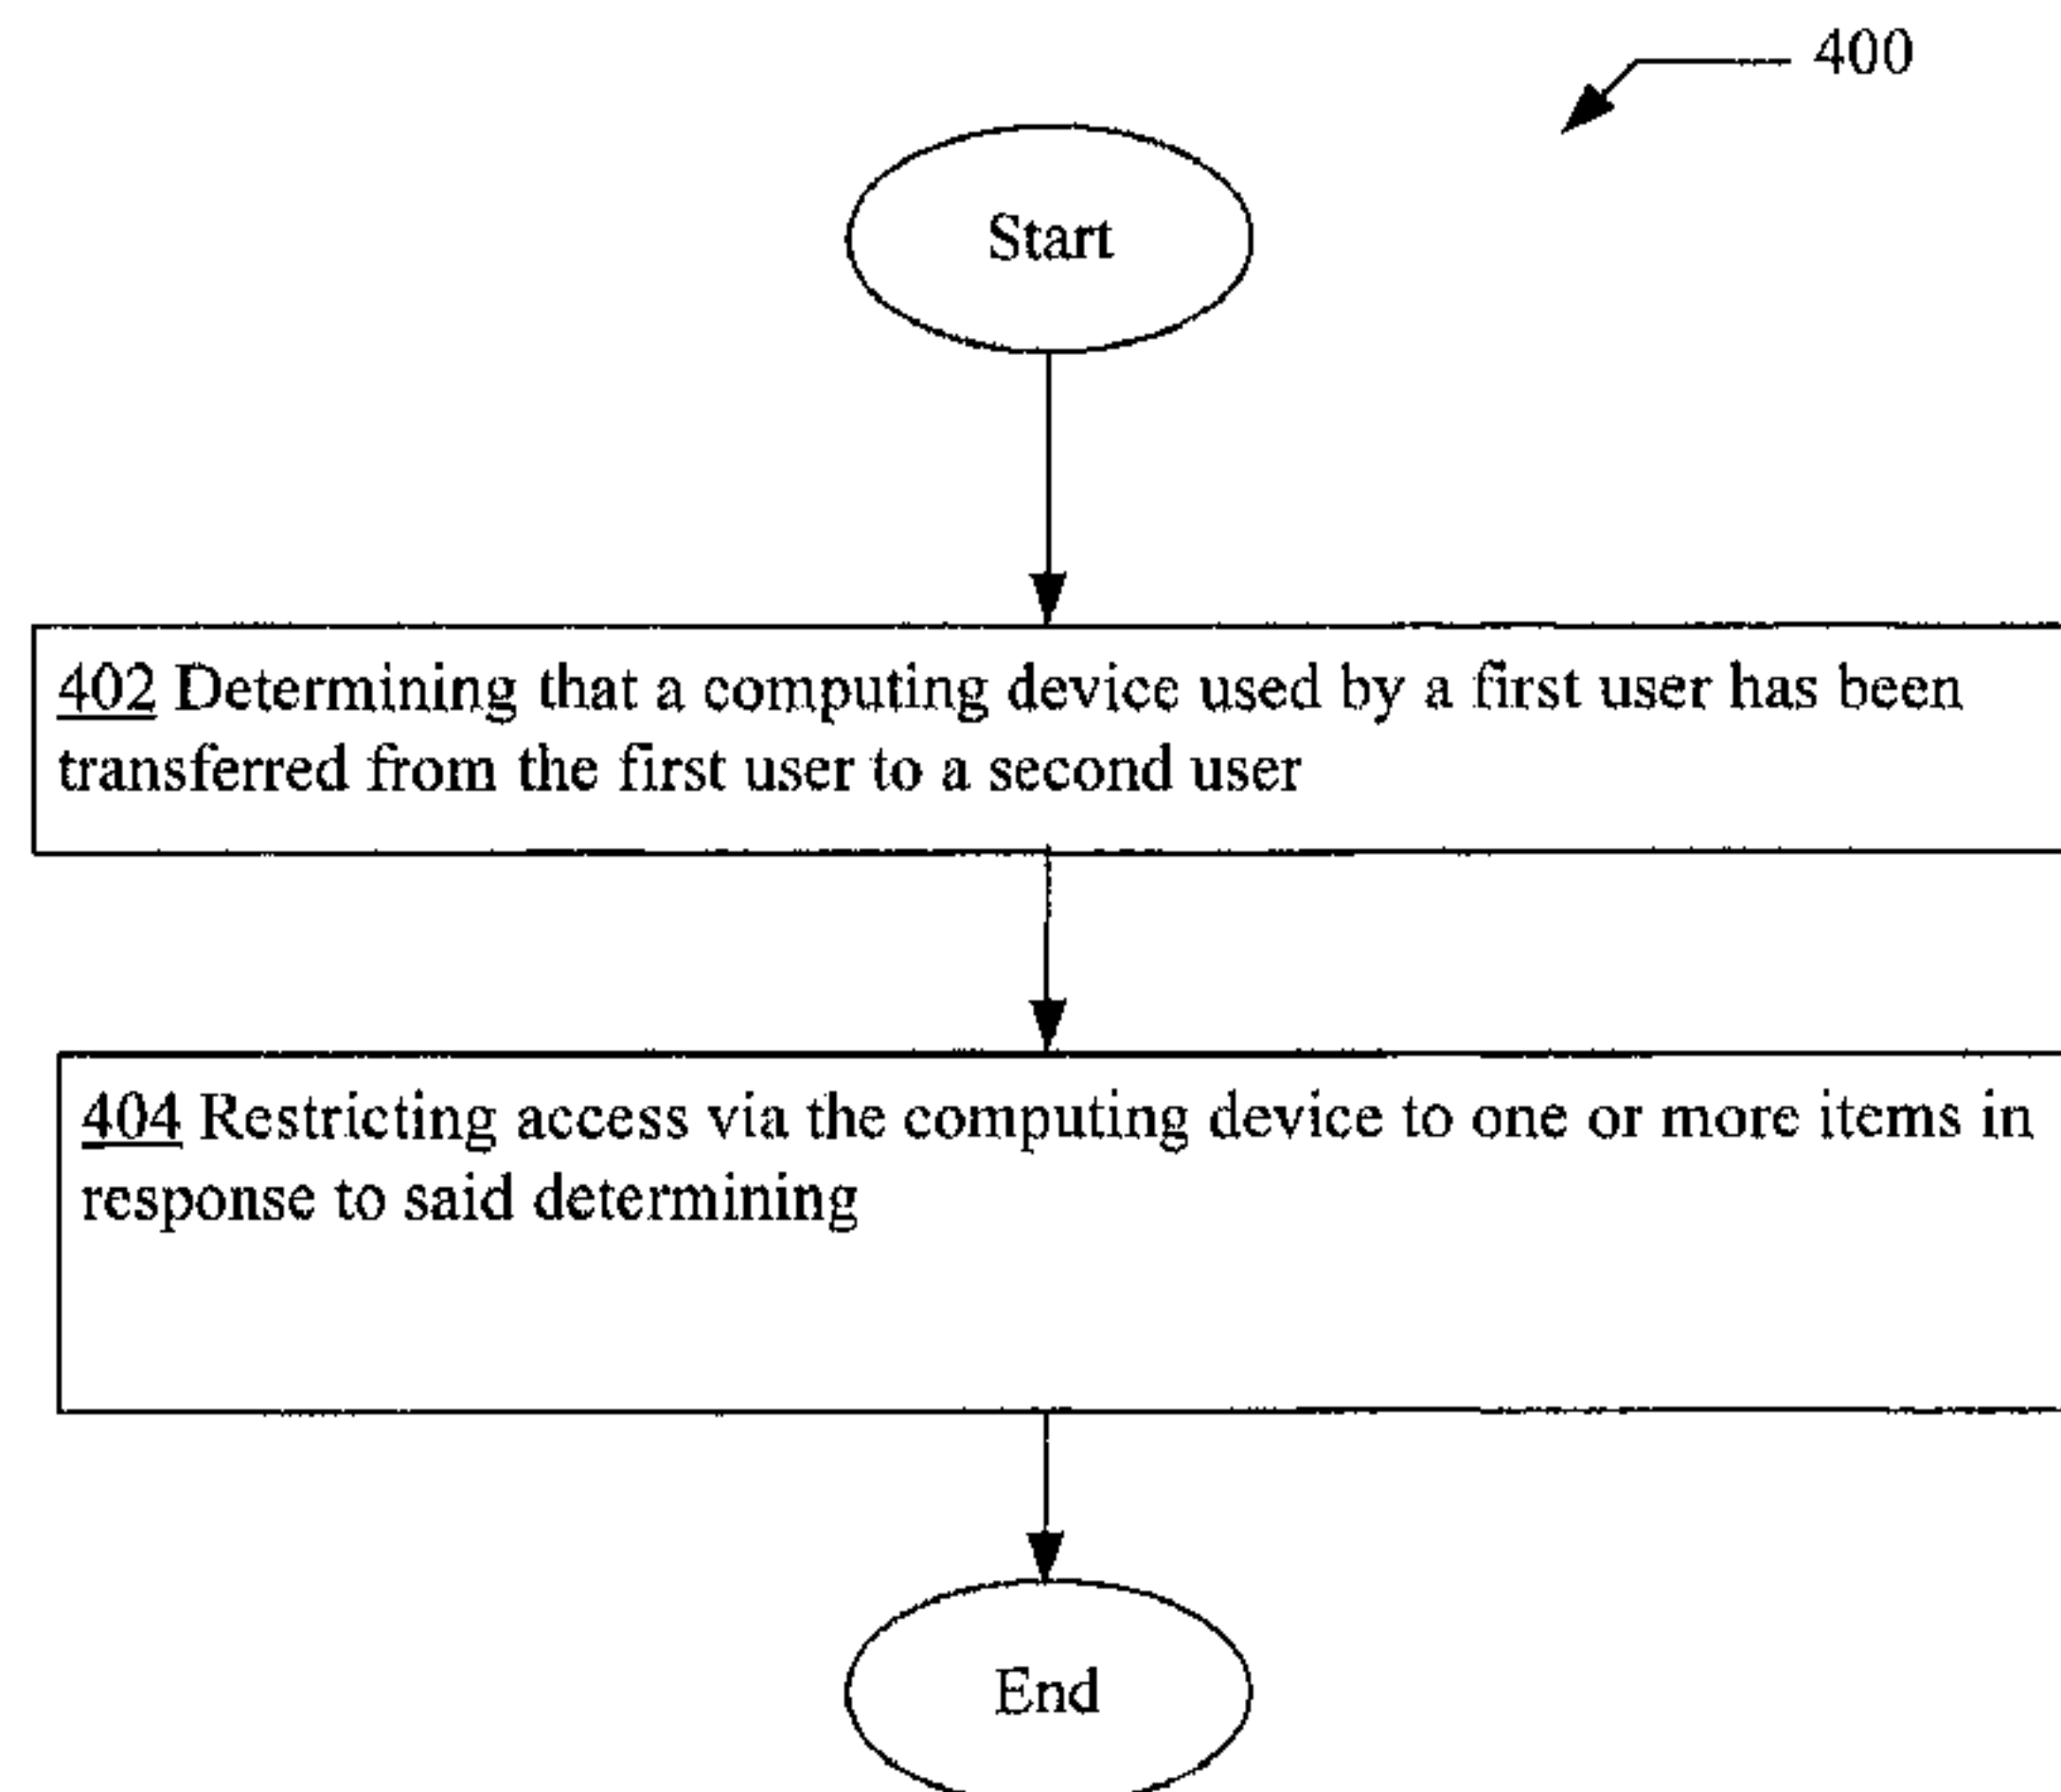 400
Start
402 Determining that a computing device used by a first user has been
transferred from the first user to a second user
404 Restricting access via the computing device to one or more items in
response to said determining
End